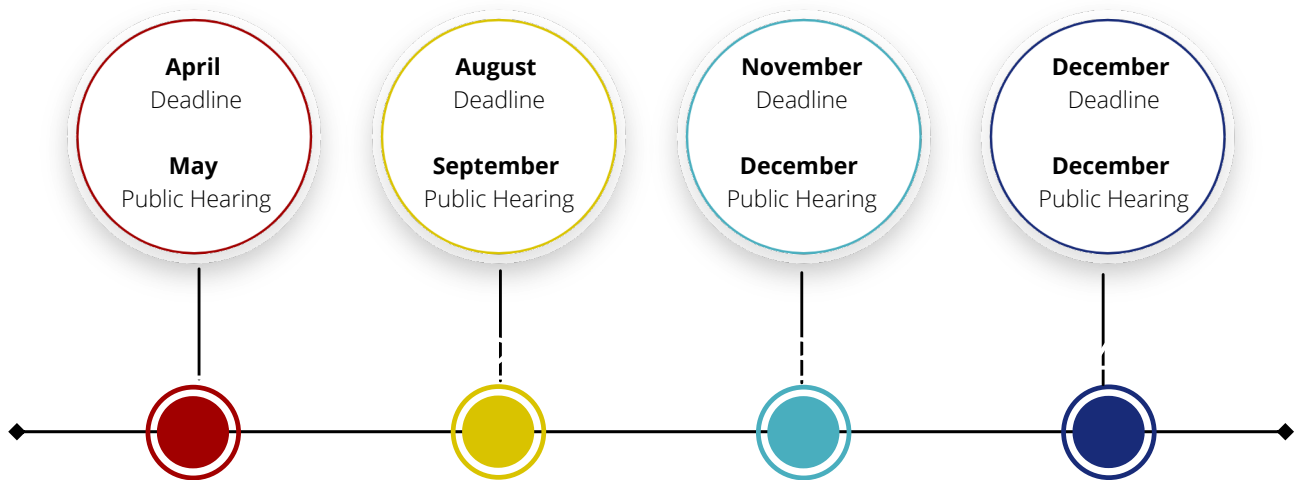 April
Deadline
May
Public Hearing
August
Deadline
September
Public Hearing
November
Deadline
December
Public Hearing
December
Deadline
December
Public Hearing